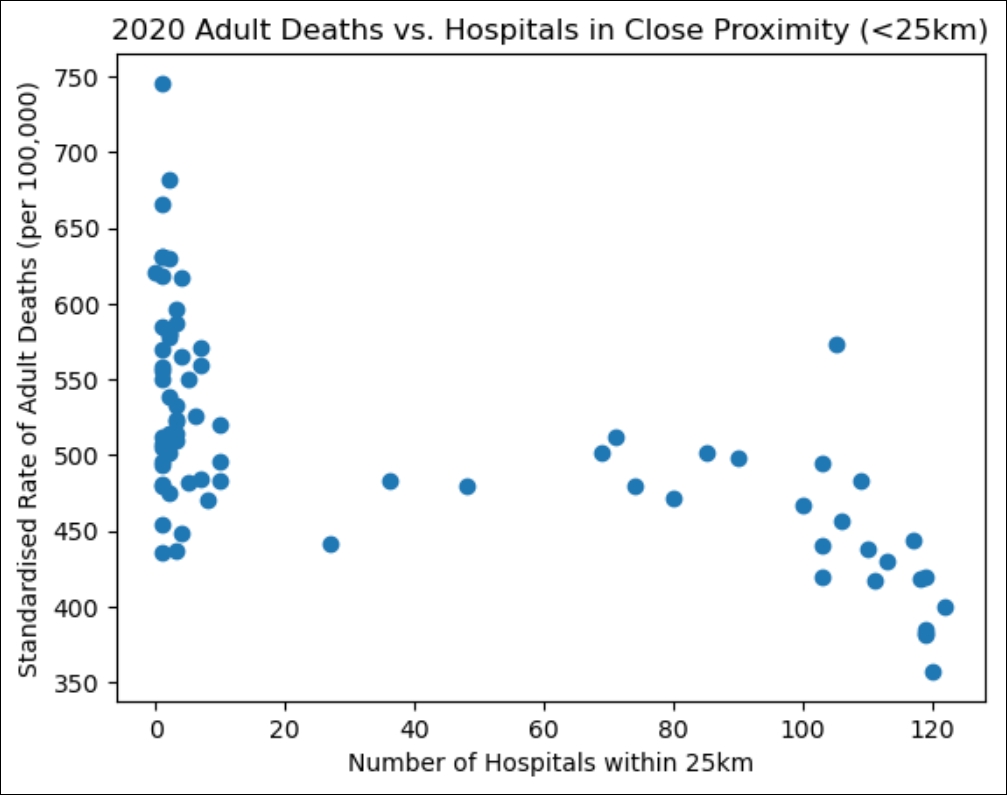 2020 Adult Deaths vs. Hospitals in Close Proximity (<25km)
Standardised Rate of Adult Deaths (per 100,000)
750
700
650
600
550
500
450
400
350
0 20 40 60 80 100 120
Number of Hospitals within 25km